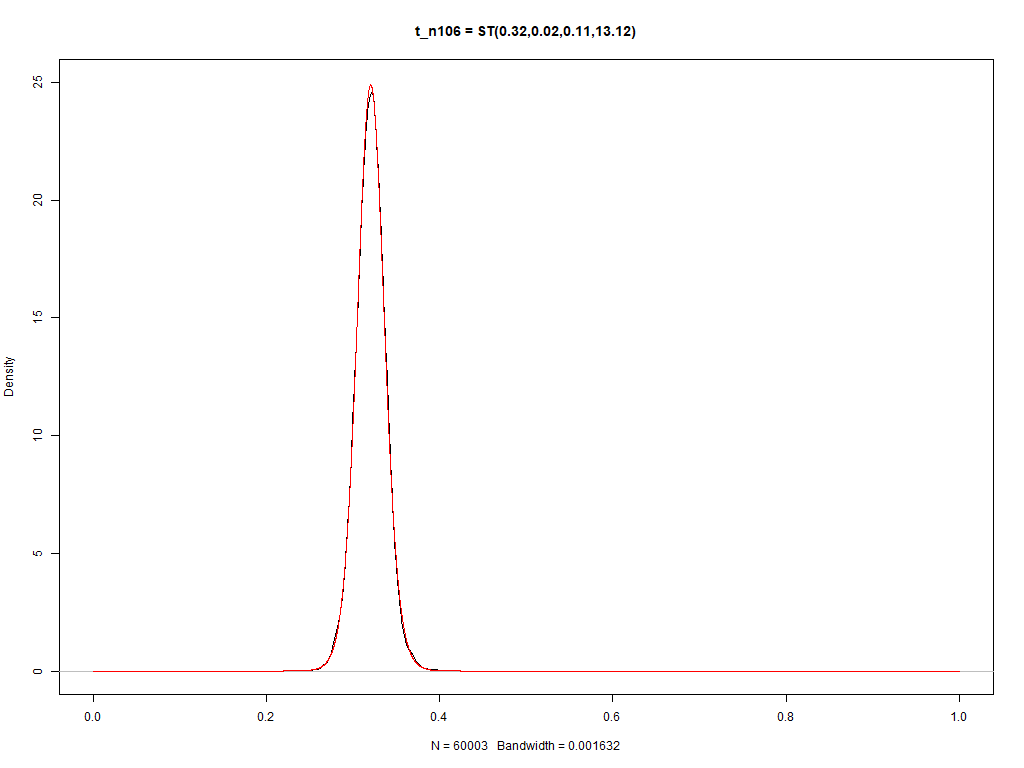 t_n106 = ST(0.32,0.02,0.11,13.12)
Density
25
20
15
10
5
0
0.0 0.2 0.4 0.6 0.8 1.0
N = 60003 Bandwidth = 0.001632